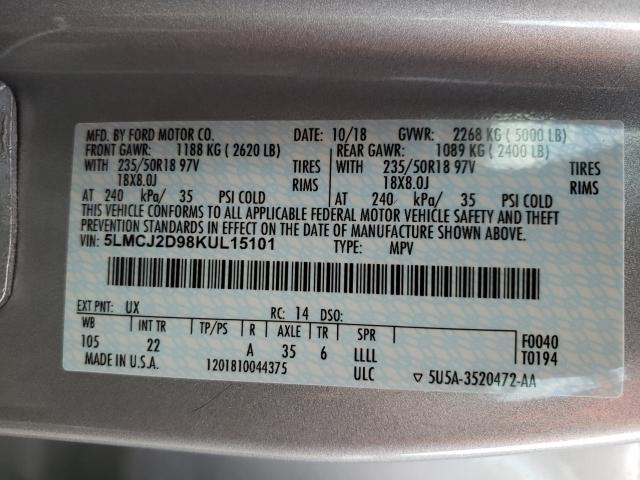 MFD. BY FORD MOTOR CO. DATE: 10/18 GVWR: 2268 KG ( 5000 LB)
FRONT GAWR: 1188 KG ( 2620 LB) REAR GAWR: 1089 KG ( 2400 LB)
WITH 235/50R18 97V TIRES WITH 235/50R18 97V TIRES
18X8.0J RIMS 18X8.0J RIMS
AT 240 kPa/ 35 PSI COLD AT 240 kPa/ 35 PSI COLD
THIS VEHICLE CONFORMS TO ALL APPLICABLE FEDERAL MOTOR VEHICLE SAFETY AND THEFT
PREVENTION STANDARDS IN EFFECT ON THE DATE OF MANUFACTURE SHOWN ABOVE.
VIN: 5LMCJ2D98KUL15101 TYPE: MPV
EXT PNT: UX RC: 14 DSO:
WB INT TR TP/PS R AXLE TR SPR F0040
105 22 A 35 6 LLLL T0194
MADE IN U.S.A. 1201810044375 ULC ▽ 5U5A-3520472-AA